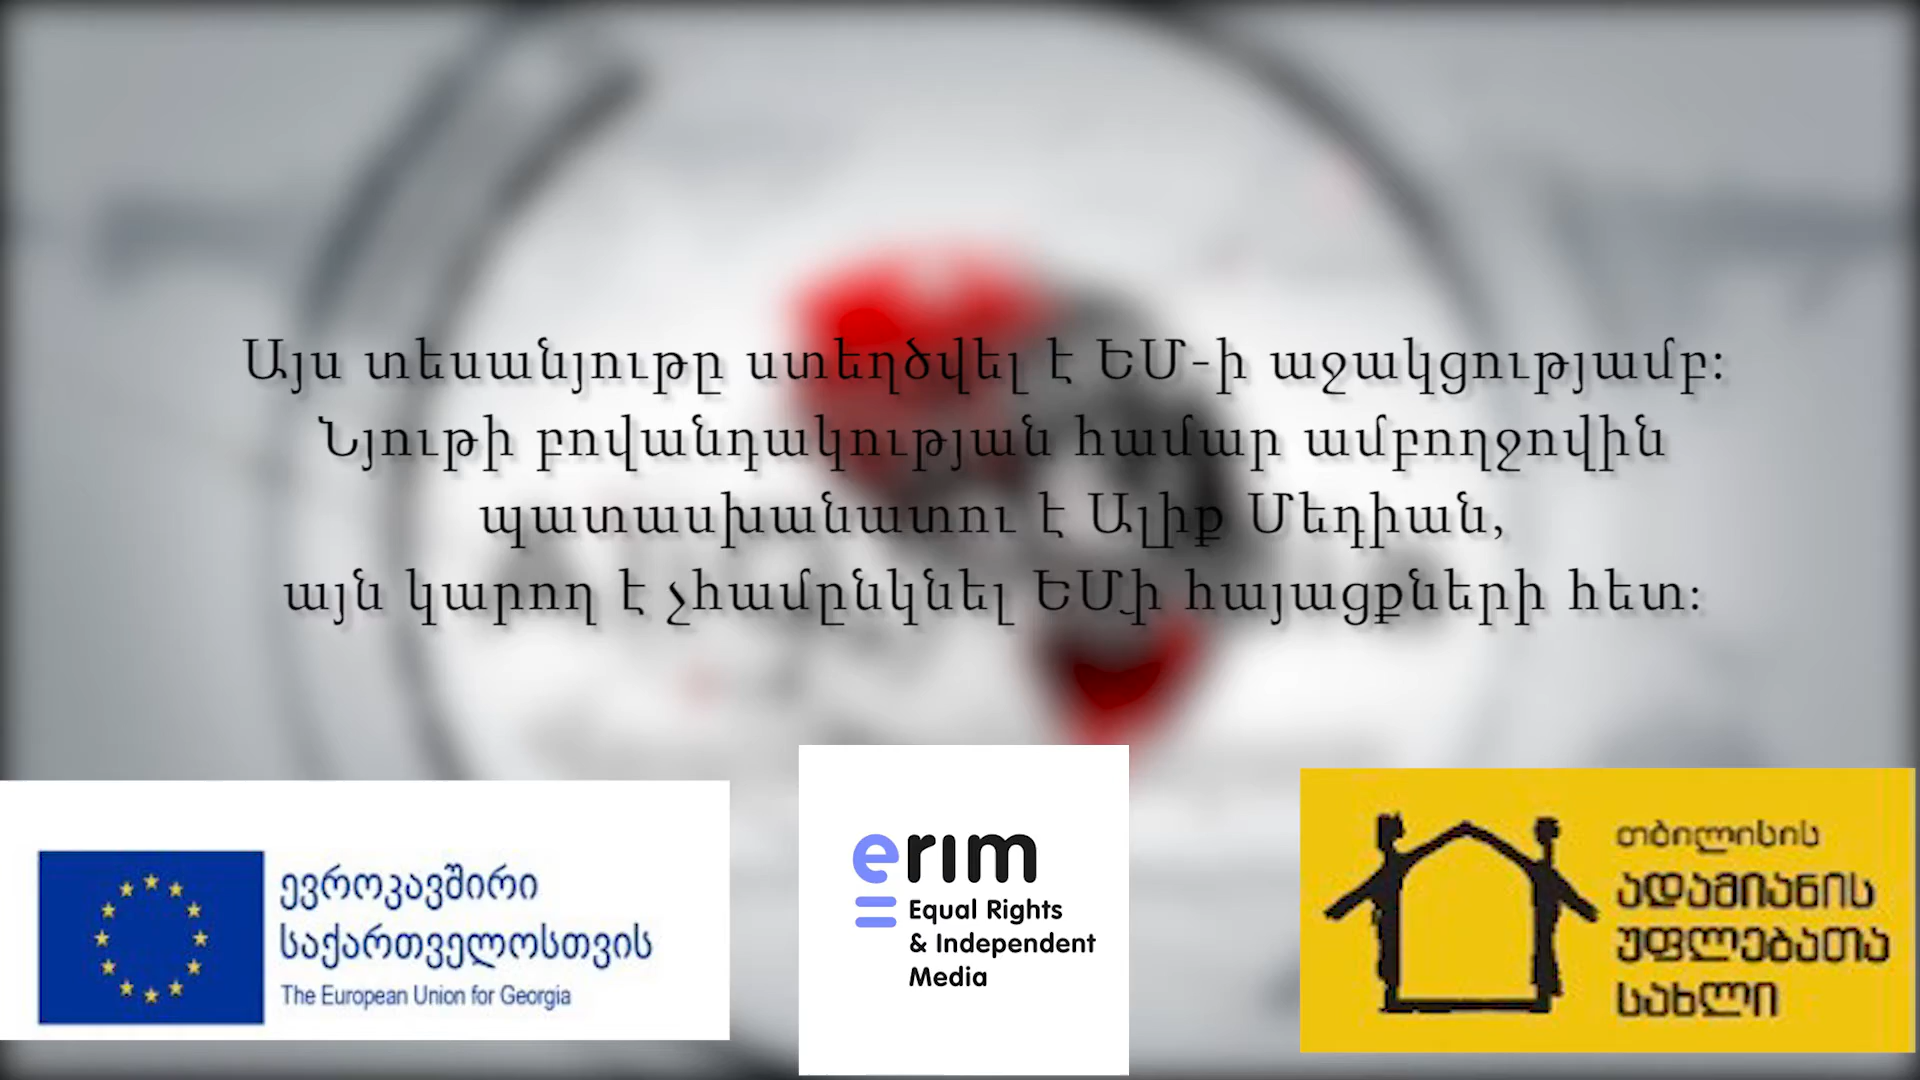 Այս տեսանյութը ստեղծվել է ԵՄ-ի աջակցությամբ։
Նյութի բովանդակության համար ամբողջովին
պատասխանատու է Ալիք Մեդիան,
այն կարող է չհամընկնել ԵՄ-ի հայացքների հետ։
ევროკავშირი
საქართველოსთვის
The European Union for Georgia
erim
Equal Rights
& Independent
Media
თბილისის
ადამიანის
უფლებათა
სახლი